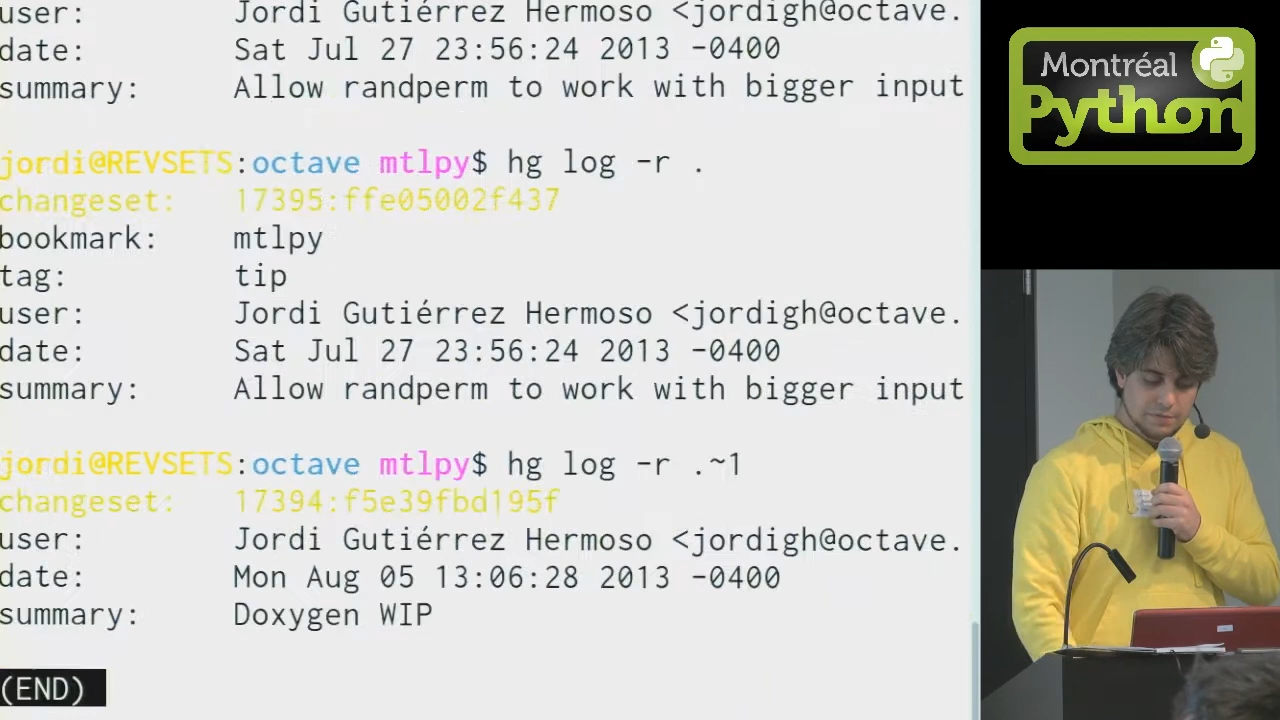 user: Jordi Gutiérrez Hermoso <jordigh@octave.
date: Sat Jul 27 23:56:24 2013 -0400
summary: Allow randperm to work with bigger input
jordi@REVSETS:octave mtlpy$ hg log -r .
changeset: 17395:ffe05002f437
bookmark: mtlpy
tag: tip
user: Jordi Gutiérrez Hermoso <jordigh@octave.
date: Sat Jul 27 23:56:24 2013 -0400
summary: Allow randperm to work with bigger input
jordi@REVSETS:octave mtlpy$ hg log -r .~1
changeset: 17394:f5e39fbd195f
user: Jordi Gutiérrez Hermoso <jordigh@octave.
date: Mon Aug 05 13:06:28 2013 -0400
summary: Doxygen WIP
(END)
Montréal
Python